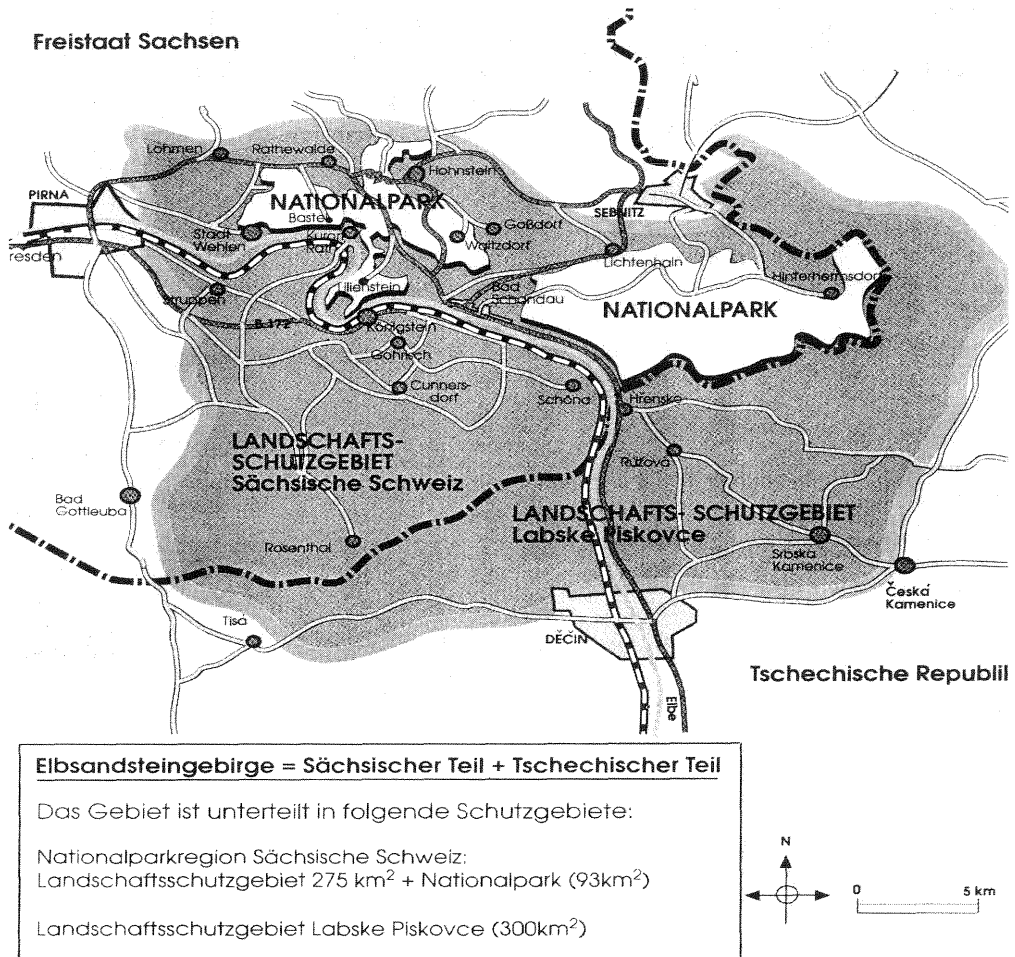 Freistaat Sachsen
Lohmen
Rathewalde
Hohnstein
PIRNA
NATIONALPARK
Bastei
Stadt
Wehlen
Kurort
Rathen
Goßdorf
Waitzdorf
SEBNITZ
Lichtenhain
Hinterhermsdorf
Struppen
Lilienstein
Bad
Schandau
NATIONALPARK
B 172
Königstein
Gohrisch
Cunners-
dorf
Schöna
Hrensko
LANDSCHAFTS-
SCHUTZGEBIET
Sächsische Schweiz
Růžová
Bad
Gottleuba
LANDSCHAFTS- SCHUTZGEBIET
Labske Piskovce
Rosenthal
Srbska
Kamenice
Česká
Kamenice
Tisá
DĚČIN
Tschechische Republil
Elbe
Elbsandsteingebirge = Sächsischer Teil + Tschechischer Teil
Das Gebiet ist unterteilt in folgende Schutzgebiete:
Nationalparkregion Sächsische Schweiz:
Landschaftsschutzgebiet 275 km² + Nationalpark (93km²)
Landschaftsschutzgebiet Labske Piskovce (300km²)
N
0 5 km